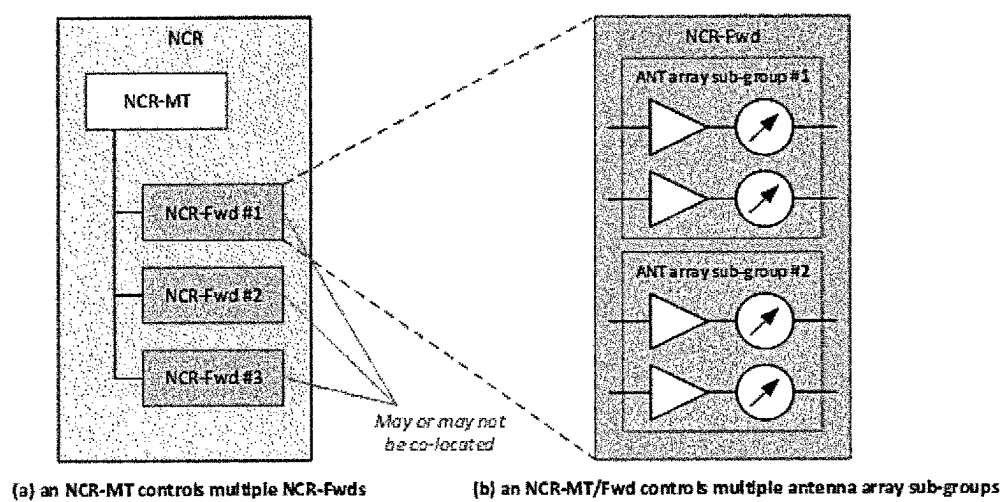 NCR
NCR-MT
NCR-Fwd #1
NCR-Fwd #2
NCR-Fwd #3
May or may not
be co-located
NCR-Fwd
ANT array sub-group #1
ANT array sub-group #2
(a) an NCR-MT controls multiple NCR-Fwds
(b) an NCR-MT/Fwd controls multiple antenna array sub-groups